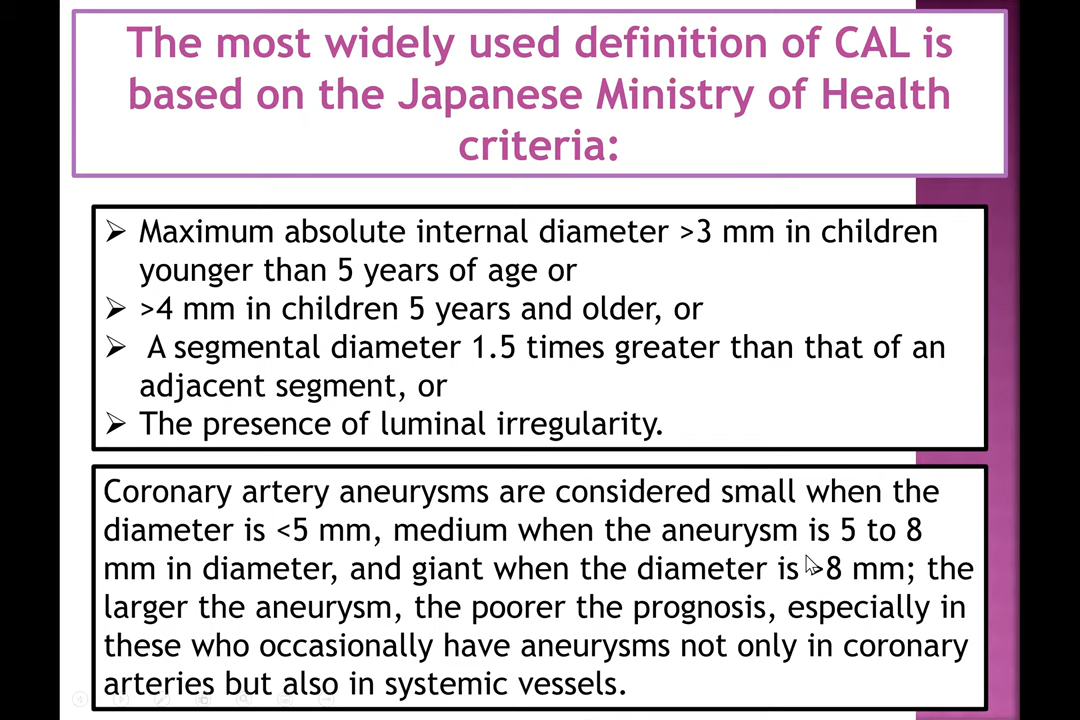 The most widely used definition of CAL is
based on the Japanese Ministry of Health
criteria:
➢ Maximum absolute internal diameter >3 mm in children
younger than 5 years of age or
➢ >4 mm in children 5 years and older, or
➢ A segmental diameter 1.5 times greater than that of an
adjacent segment, or
➢ The presence of luminal irregularity.
Coronary artery aneurysms are considered small when the
diameter is <5 mm, medium when the aneurysm is 5 to 8
mm in diameter, and giant when the diameter is >8 mm; the
larger the aneurysm, the poorer the prognosis, especially in
these who occasionally have aneurysms not only in coronary
arteries but also in systemic vessels.